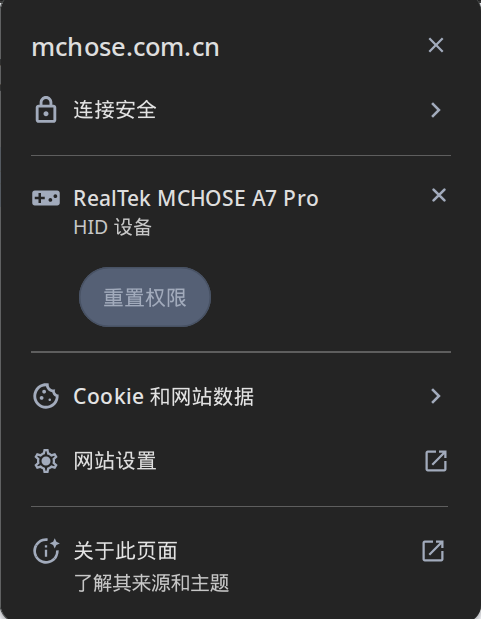 mchose.com.cn
连接安全
RealTek MCHOSE A7 Pro
HID 设备
重置权限
Cookie 和网站数据
网站设置
关于此页面
了解其来源和主题